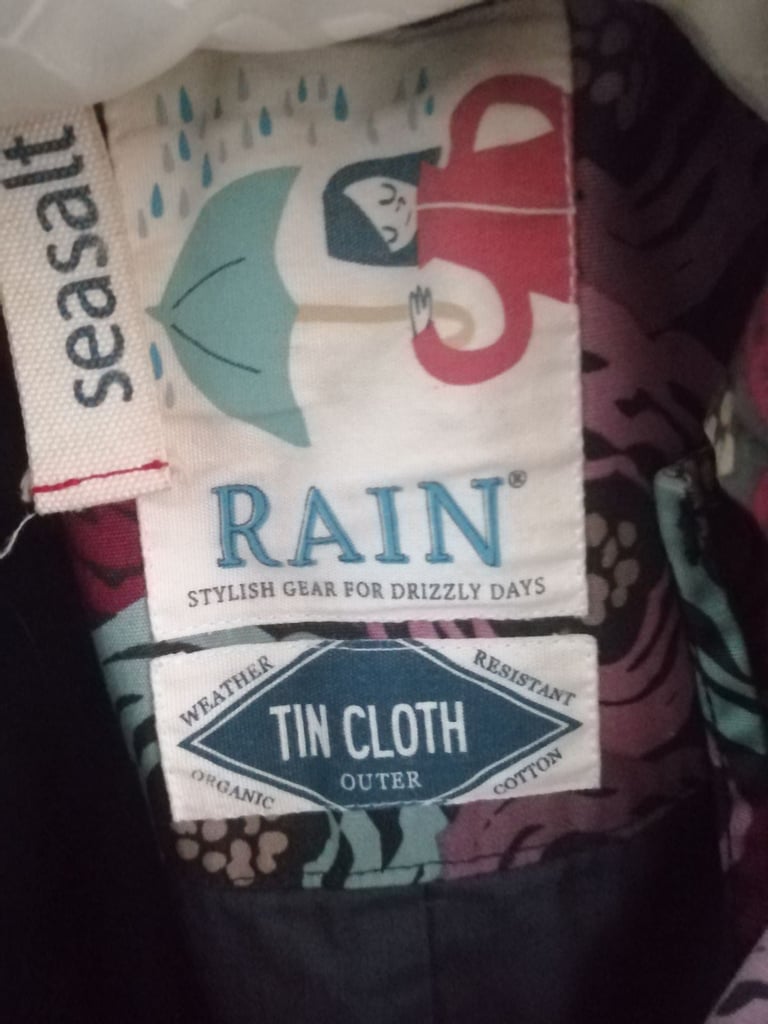 seasalt
RAIN®
STYLISH GEAR FOR DRIZZLY DAYS
WEATHER RESISTANT
TIN CLOTH
OUTER
ORGANIC COTTON